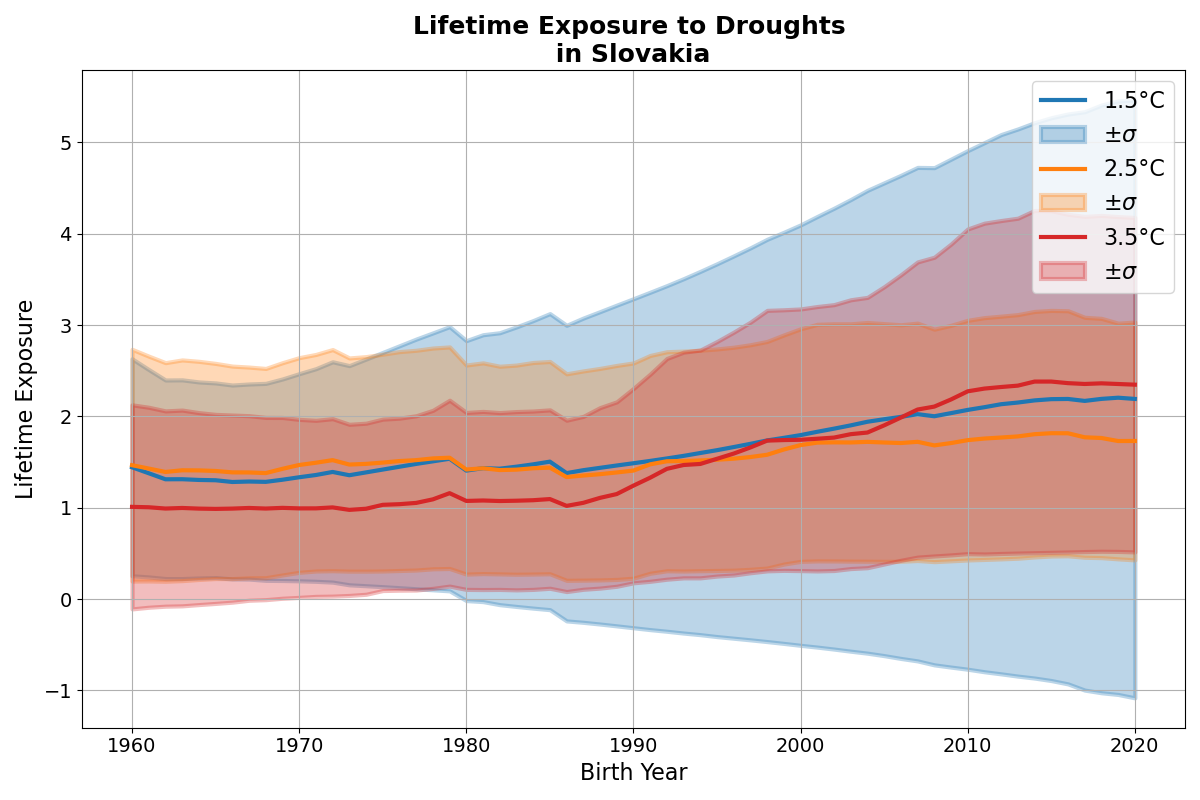 Lifetime Exposure to Droughts
in Slovakia
1.5°C
±σ
2.5°C
±σ
3.5°C
±σ
Lifetime Exposure
5
4
3
2
1
0
−1
1960
1970
1980
1990
2000
2010
2020
Birth Year